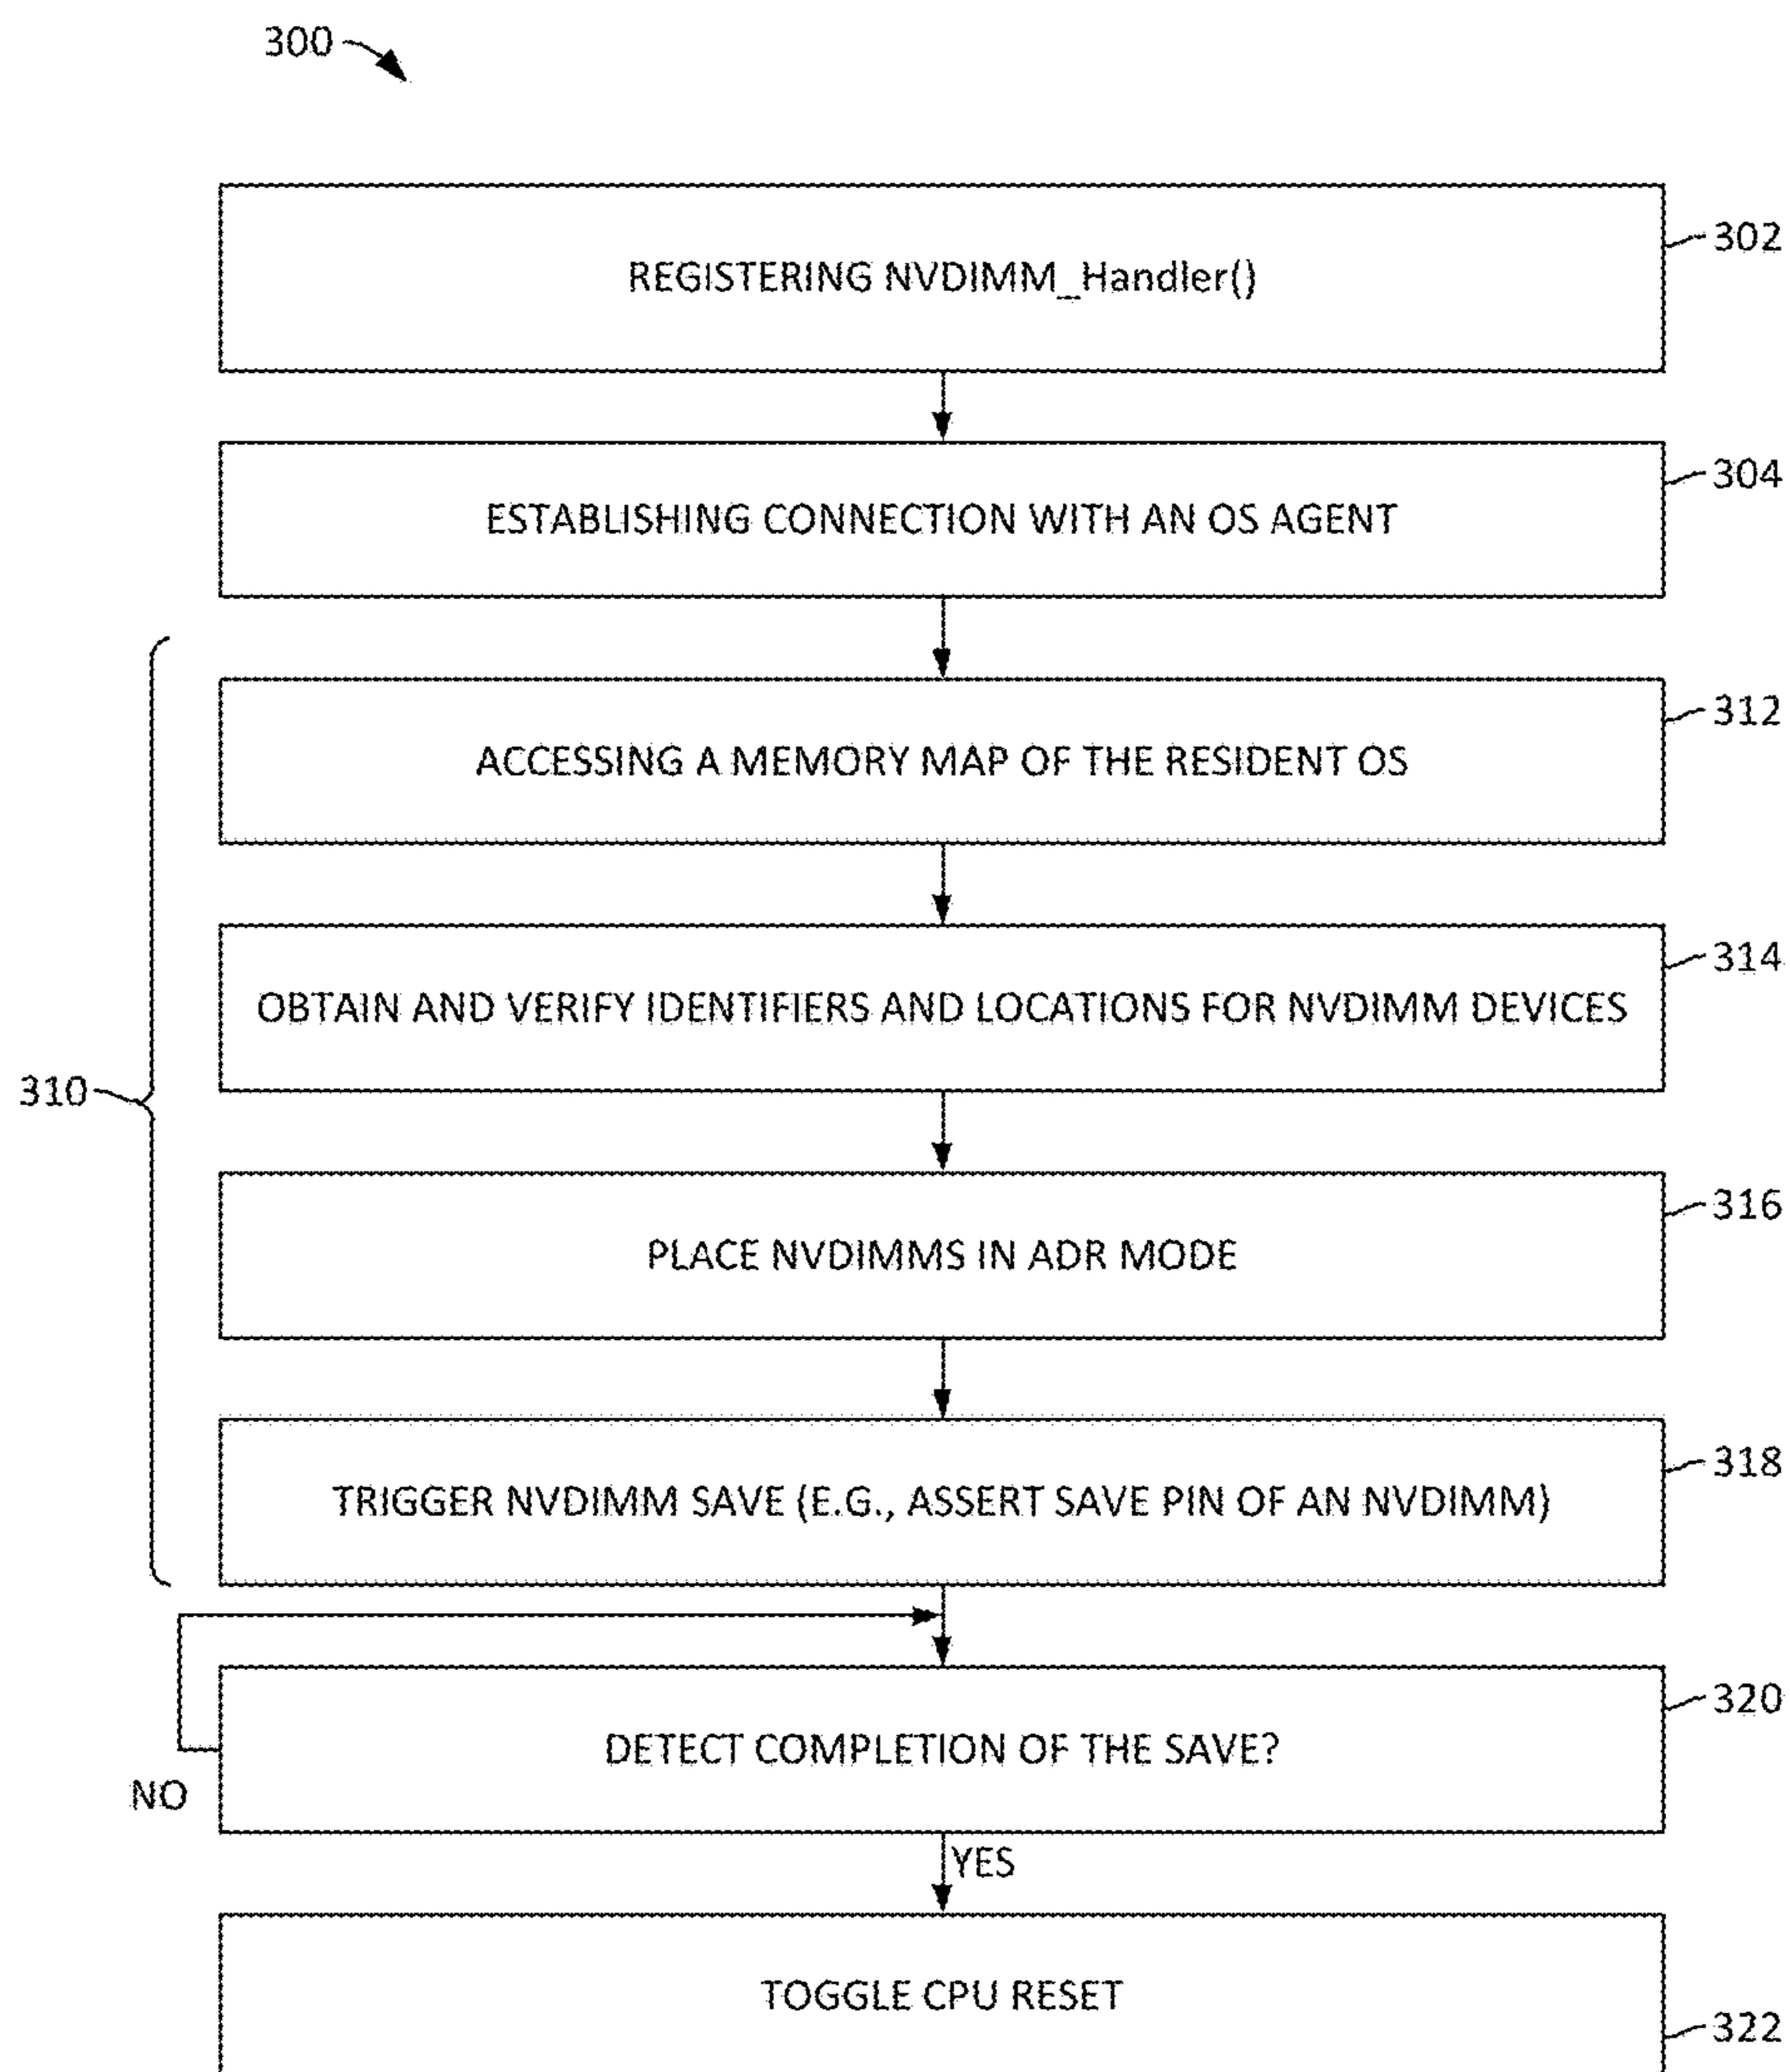 300
REGISTERING NVDIMM_Handler()
302
ESTABLISHING CONNECTION WITH AN OS AGENT
304
ACCESSING A MEMORY MAP OF THE RESIDENT OS
312
OBTAIN AND VERIFY IDENTIFIERS AND LOCATIONS FOR NVDIMM DEVICES
314
310
PLACE NVDIMMS IN ADR MODE
316
TRIGGER NVDIMM SAVE (E.G., ASSERT SAVE PIN OF AN NVDIMM)
318
DETECT COMPLETION OF THE SAVE?
320
NO
YES
TOGGLE CPU RESET
322